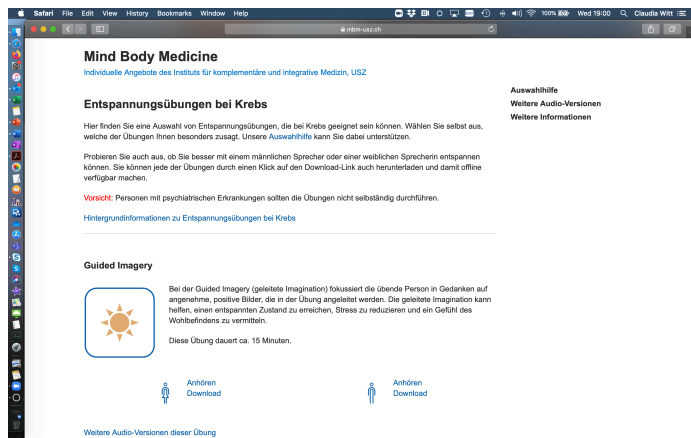 Safari File Edit View History Bookmarks Window Help 100% Wed 19:00 Claudia Witt
mbm-usz.ch
Mind Body Medicine
Individuelle Angebote des Instituts für komplementäre und integrative Medizin, USZ
Entspannungsübungen bei Krebs
Hier finden Sie eine Auswahl von Entspannungsübungen, die bei Krebs geeignet sein können. Wählen Sie selbst aus,
welche der Übungen Ihnen besonders zusagt. Unsere Auswahlhilfe kann Sie dabei unterstützen.
Probieren Sie auch aus, ob Sie besser mit einem männlichen Sprecher oder einer weiblichen Sprecherin entspannen
können. Sie können jede der Übungen durch einen Klick auf den Download-Link auch herunterladen und damit offline
verfügbar machen.
Vorsicht: Personen mit psychiatrischen Erkrankungen sollten die Übungen nicht selbständig durchführen.
Hintergrundinformationen zu Entspannungsübungen bei Krebs
Guided Imagery
Bei der Guided Imagery (geleitete Imagination) fokussiert die übende Person in Gedanken auf
angenehme, positive Bilder, die in der Übung angeleitet werden. Die geleitete Imagination kann
helfen, einen entspannten Zustand zu erreichen, Stress zu reduzieren und ein Gefühl des
Wohlbefindens zu vermitteln.
Diese Übung dauert ca. 15 Minuten.
Anhören
Download
Anhören
Download
Weitere Audio-Versionen dieser Übung
Auswahlhilfe
Weitere Audio-Versionen
Weitere Informationen